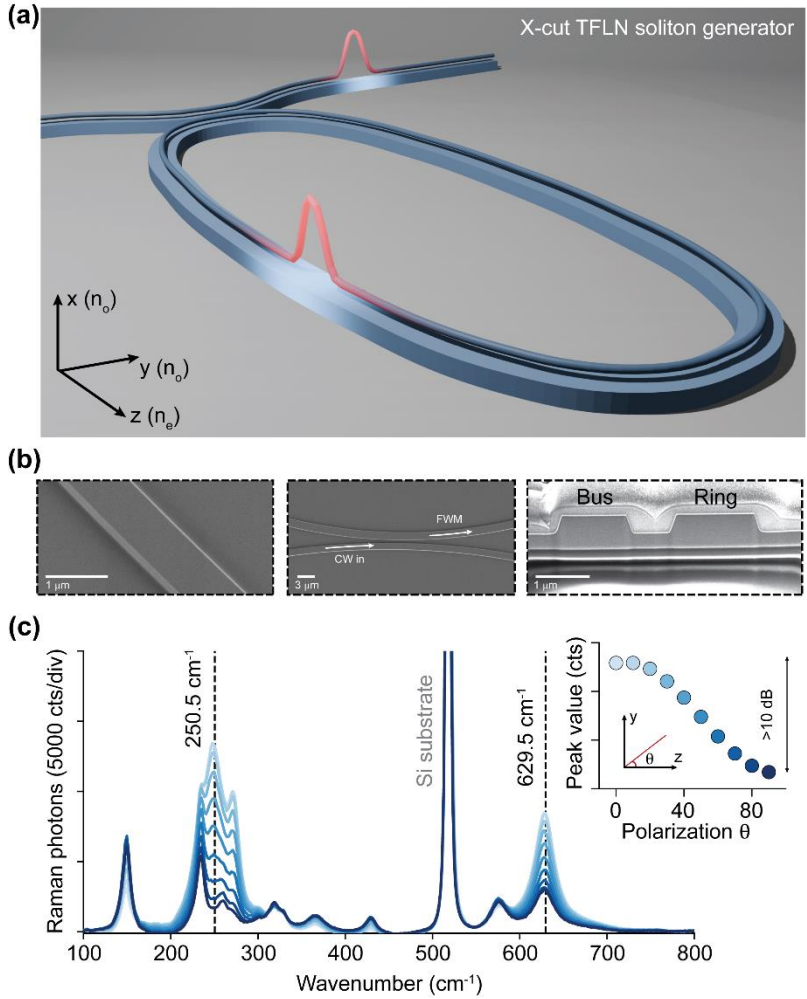 (a)
X-cut TFLN soliton generator
x (nₒ)
y (nₒ)
z (nₑ)
(b)
1 μm
FWM
CW in
3 μm
Bus
Ring
1 μm
(c)
Raman photons (5000 cts/div)
250.5 cm⁻¹
Si substrate
629.5 cm⁻¹
Peak value (cts)
y
θ
z
>10 dB
0
40
80
Polarization θ
100
200
300
400
500
600
700
800
Wavenumber (cm⁻¹)